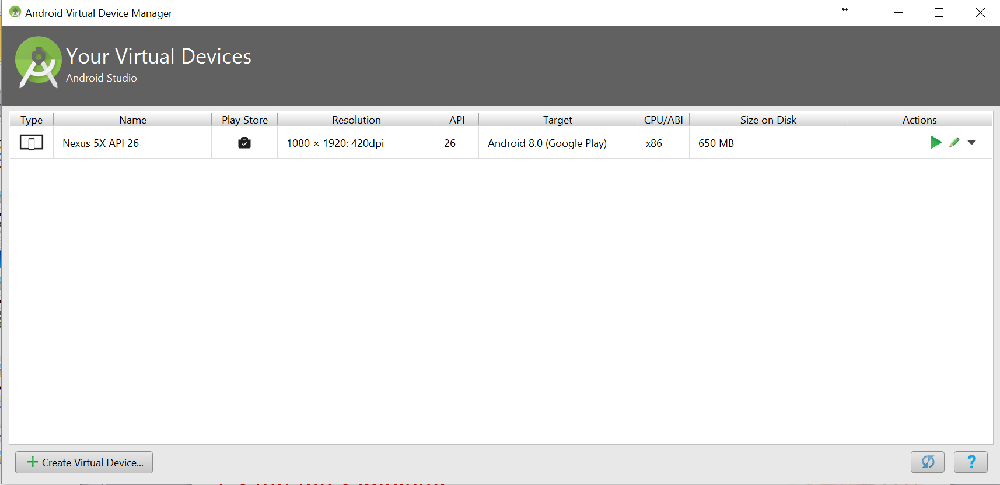 Android Virtual Device Manager
Your Virtual Devices
Android Studio
Type Name Play Store Resolution API Target CPU/ABI Size on Disk Actions
Nexus 5X API 26 1080 × 1920: 420dpi 26 Android 8.0 (Google Play) x86 650 MB
Create Virtual Device...
?